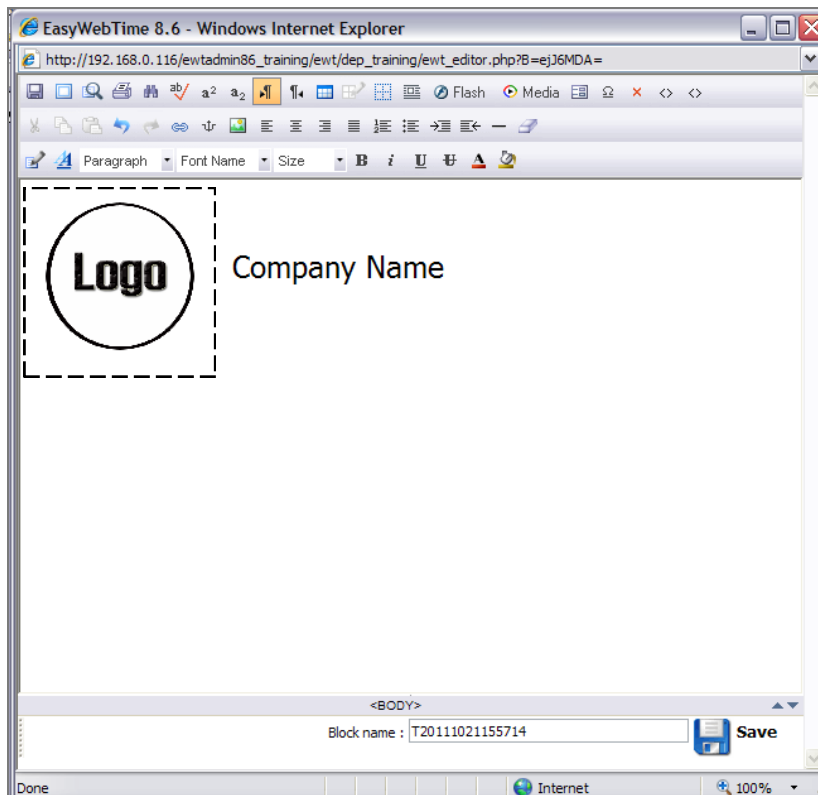 EasyWebTime 8.6 - Windows Internet Explorer
http://192.168.0.116/ewtadmin86_training/ewt/dep_training/ewt_editor.php?B=ejJ6MDA=
Flash Media
Paragraph Font Name Size B i U
Logo
Company Name
<BODY>
Block name : T20111021155714 Save
Done Internet 100%